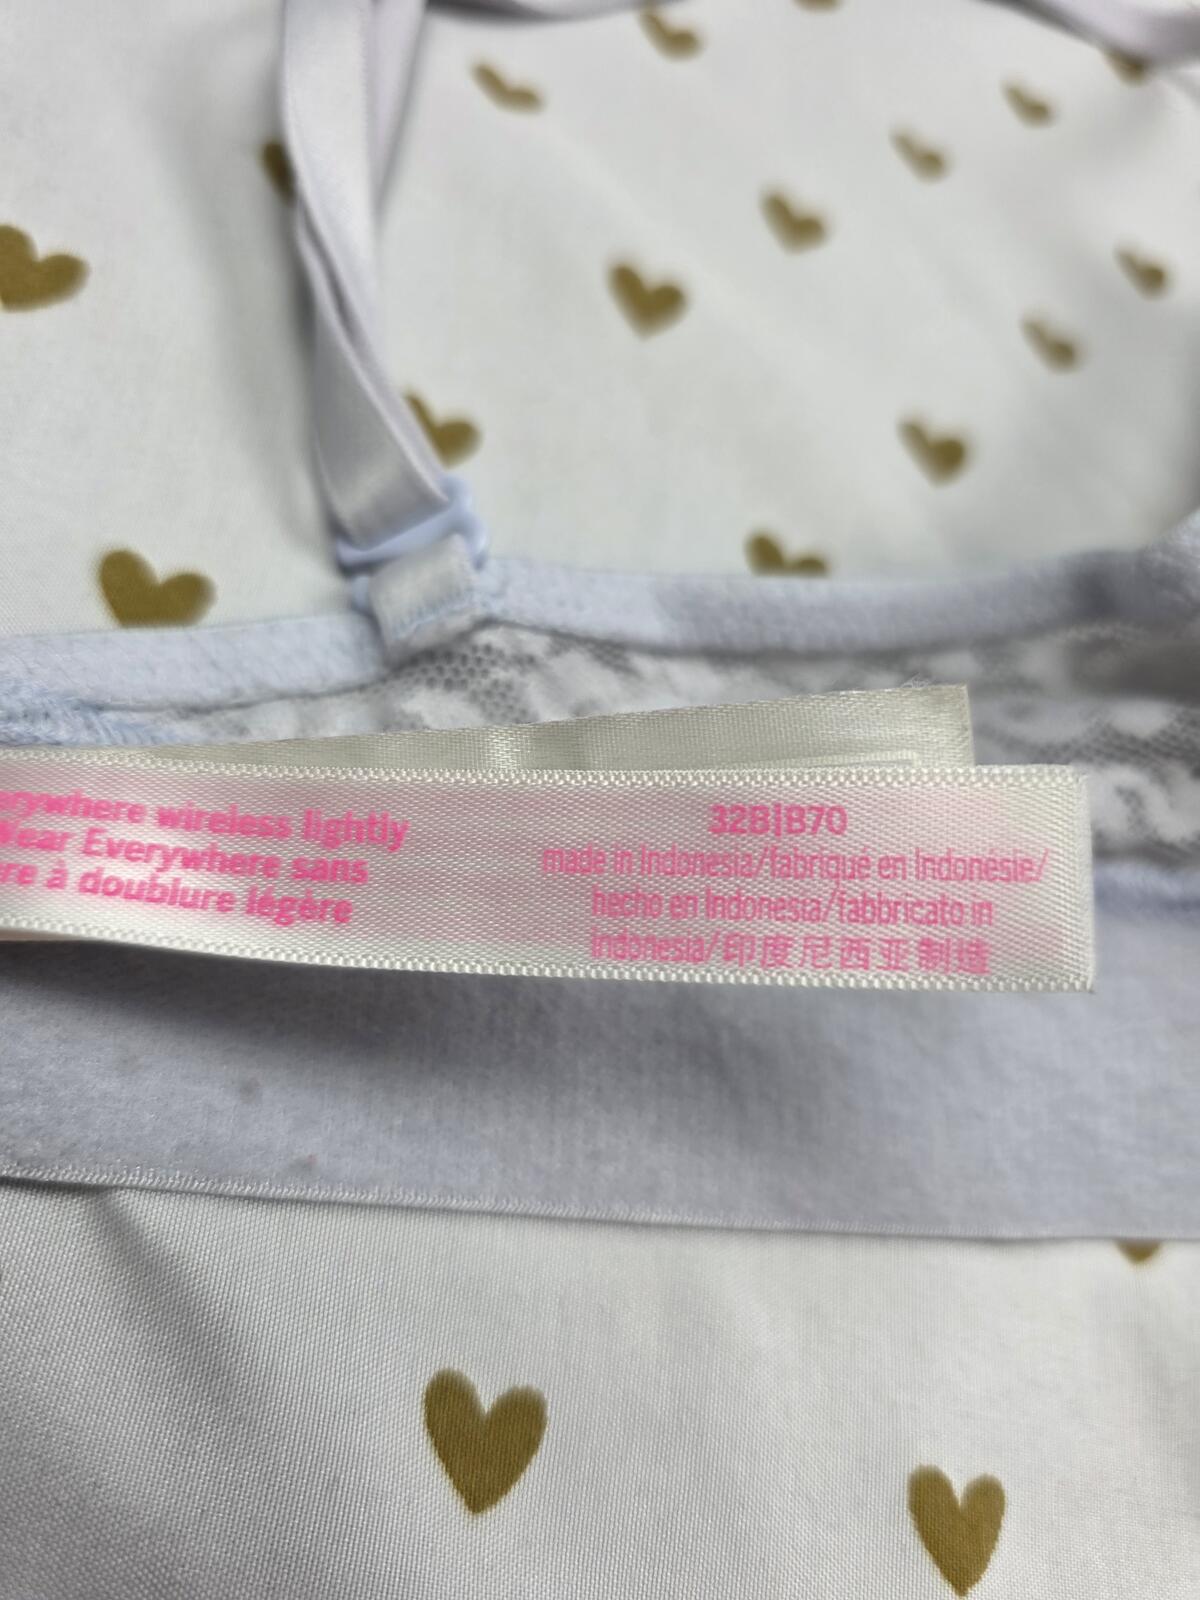 erywhere wireless lightly
Wear Everywhere sans
re à doublure légère
32B|B70
made in Indonesia/fabriqué en Indonésie/
hecho en Indonesia/fabbricato in
Indonesia/印度尼西亚制造